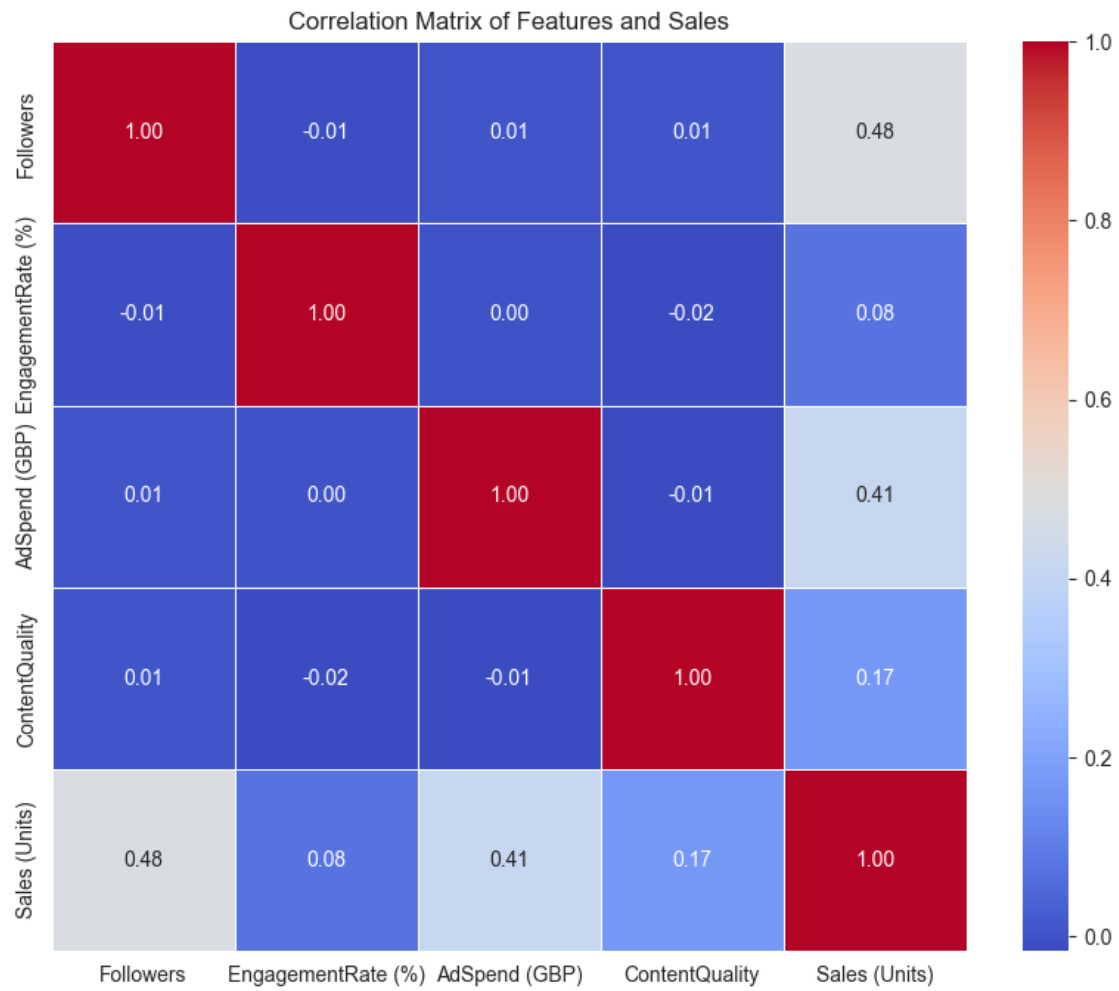 Correlation Matrix of Features and Sales
Followers 1.00 -0.01 0.01 0.01 0.48
EngagementRate (%) -0.01 1.00 0.00 -0.02 0.08
AdSpend (GBP) 0.01 0.00 1.00 -0.01 0.41
ContentQuality 0.01 -0.02 -0.01 1.00 0.17
Sales (Units) 0.48 0.08 0.41 0.17 1.00
Followers EngagementRate (%) AdSpend (GBP) ContentQuality Sales (Units)
1.0
0.8
0.6
0.4
0.2
0.0